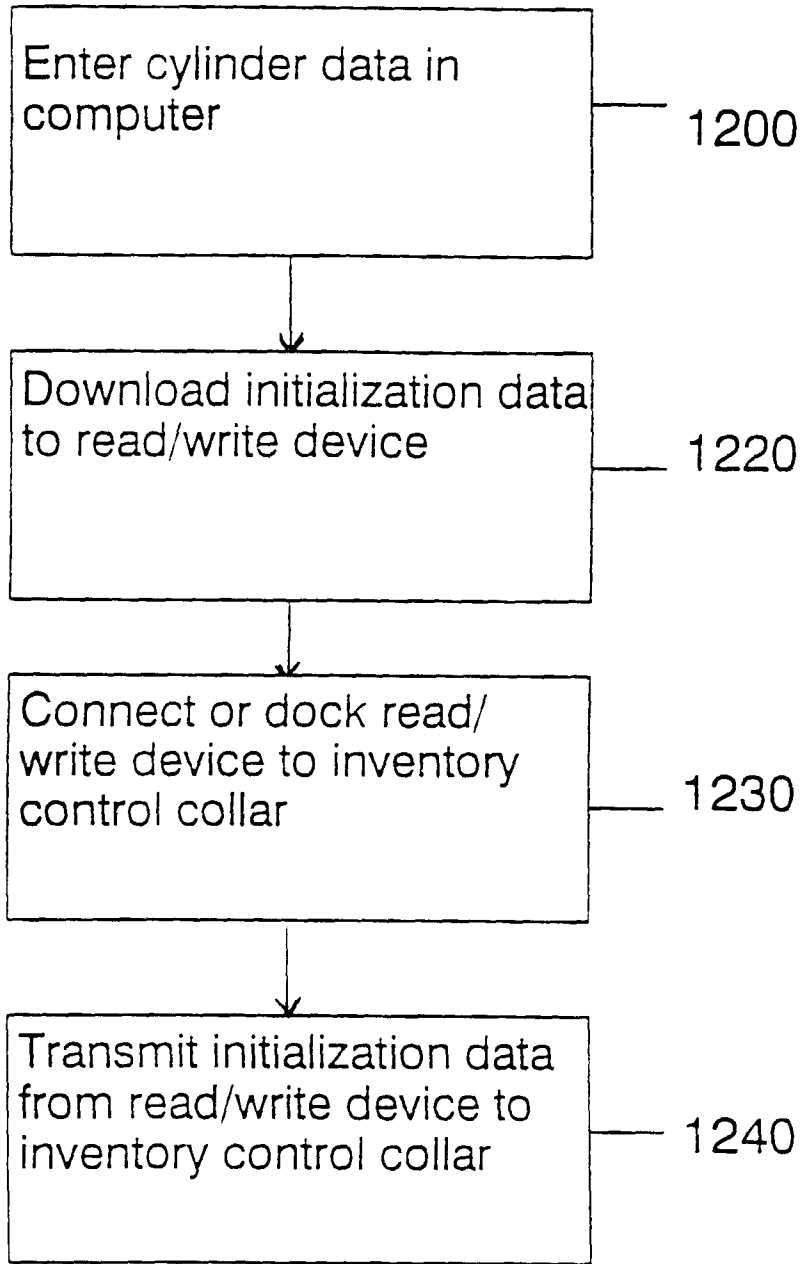 Enter cylinder data in
computer
1200
Download initialization data
to read/write device
1220
Connect or dock read/
write device to inventory
control collar
1230
Transmit initialization data
from read/write device to
inventory control collar
1240